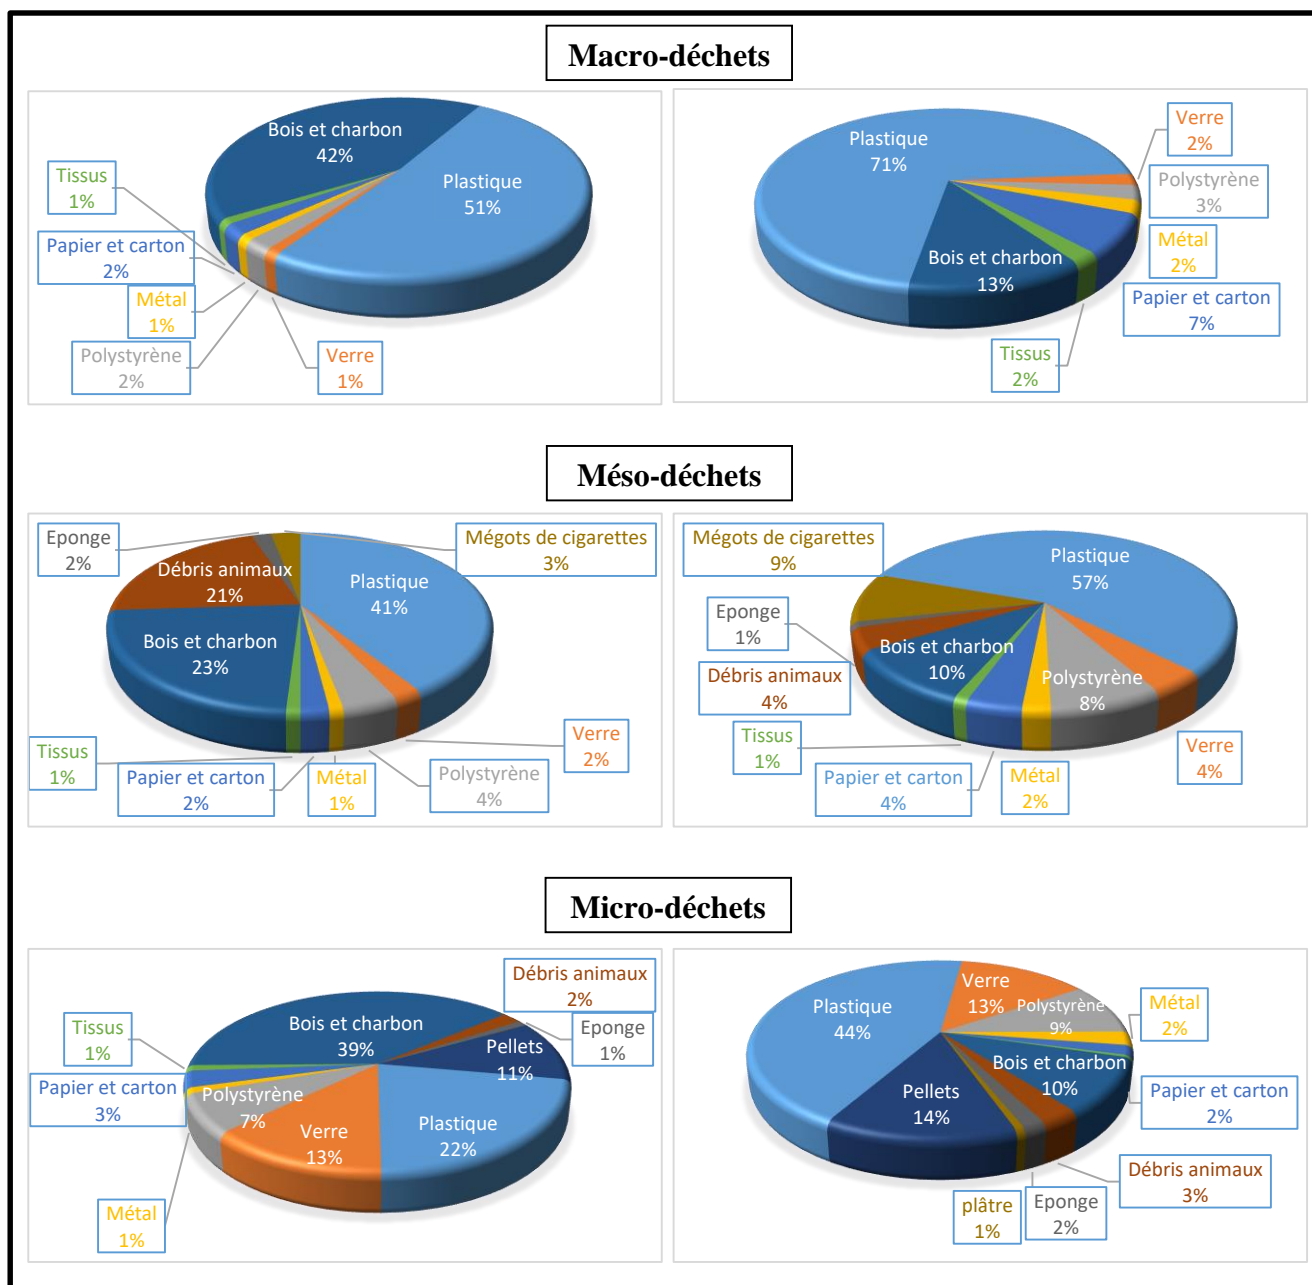 Macro-déchets
Bois et charbon
42%
Plastique
51%
Tissus
1%
Papier et carton
2%
Métal
1%
Polystyrène
2%
Verre
1%
Plastique
71%
Verre
2%
Polystyrène
3%
Métal
2%
Papier et carton
7%
Bois et charbon
13%
Tissus
2%
Méso-déchets
Eponge
2%
Mégots de cigarettes
3%
Débris animaux
21%
Plastique
41%
Bois et charbon
23%
Tissus
1%
Papier et carton
2%
Métal
1%
Polystyrène
4%
Verre
2%
Mégots de cigarettes
9%
Plastique
57%
Eponge
1%
Bois et charbon
10%
Débris animaux
4%
Polystyrène
8%
Tissus
1%
Papier et carton
4%
Métal
2%
Verre
4%
Micro-déchets
Débris animaux
2%
Eponge
1%
Bois et charbon
39%
Pellets
11%
Tissus
1%
Papier et carton
3%
Polystyrène
7%
Verre
13%
Plastique
22%
Métal
1%
Plastique
44%
Verre
13%
Polystyrène
9%
Métal
2%
Bois et charbon
10%
Papier et carton
2%
Pellets
14%
Débris animaux
3%
plâtre
1%
Eponge
2%